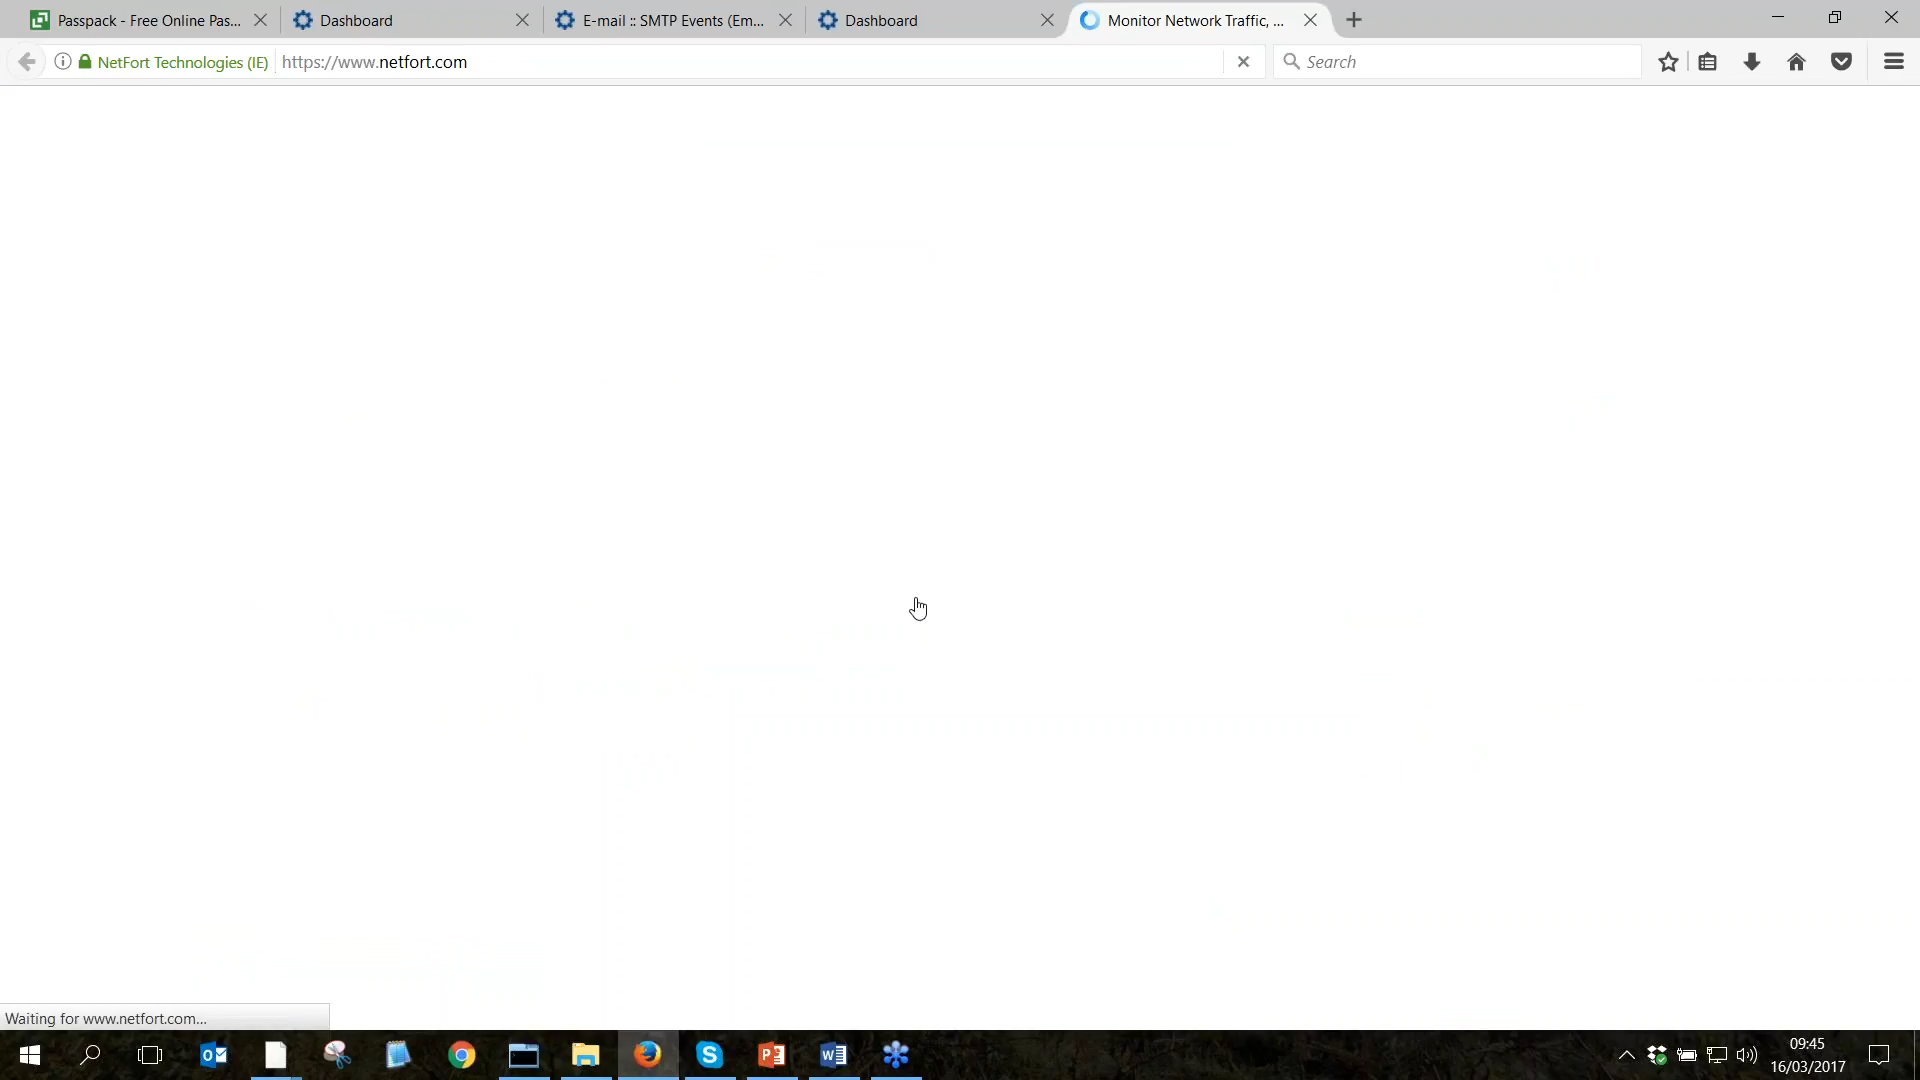 Passpack - Free Online Pas...
Dashboard
E-mail :: SMTP Events (Em...
Dashboard
Monitor Network Traffic, ...
NetFort Technologies (IE)
https://www.netfort.com
Search
Waiting for www.netfort.com...
09:45
16/03/2017